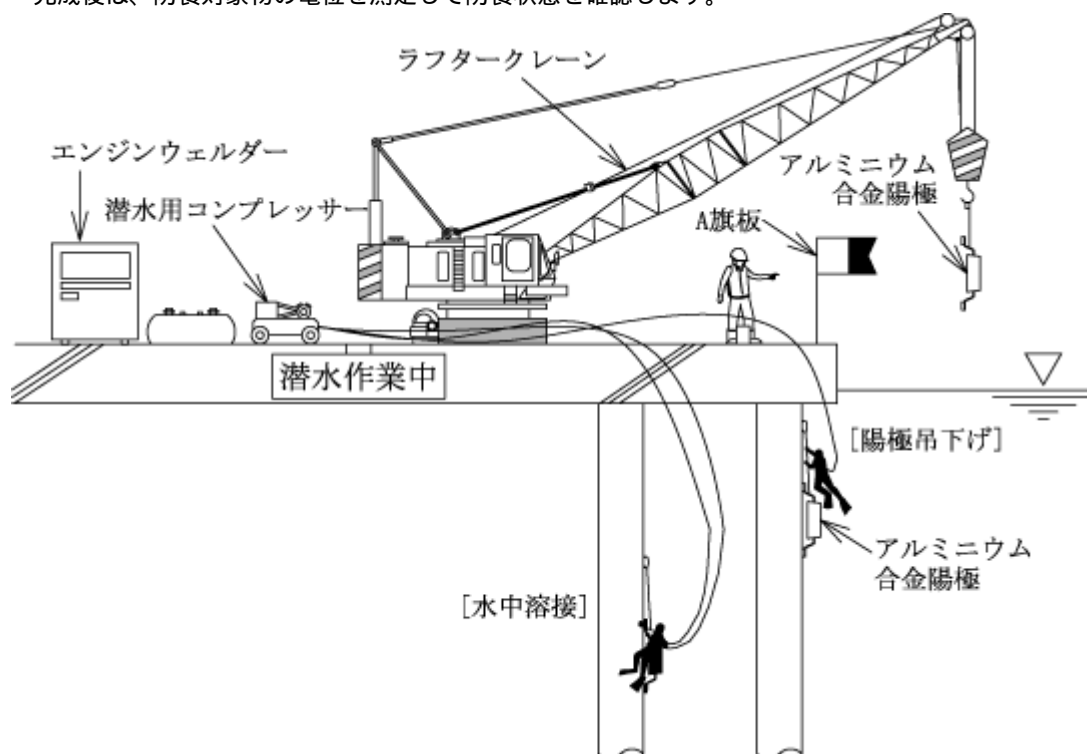 完成後は、防食対象物の電位を測定して防食状態を確認します。
ラフタークレーン
エンジンウェルダー
潜水用コンプレッサー
アルミニウム
合金陽極
A旗板
潜水作業中
[陽極吊下げ]
アルミニウム
合金陽極
[水中溶接]